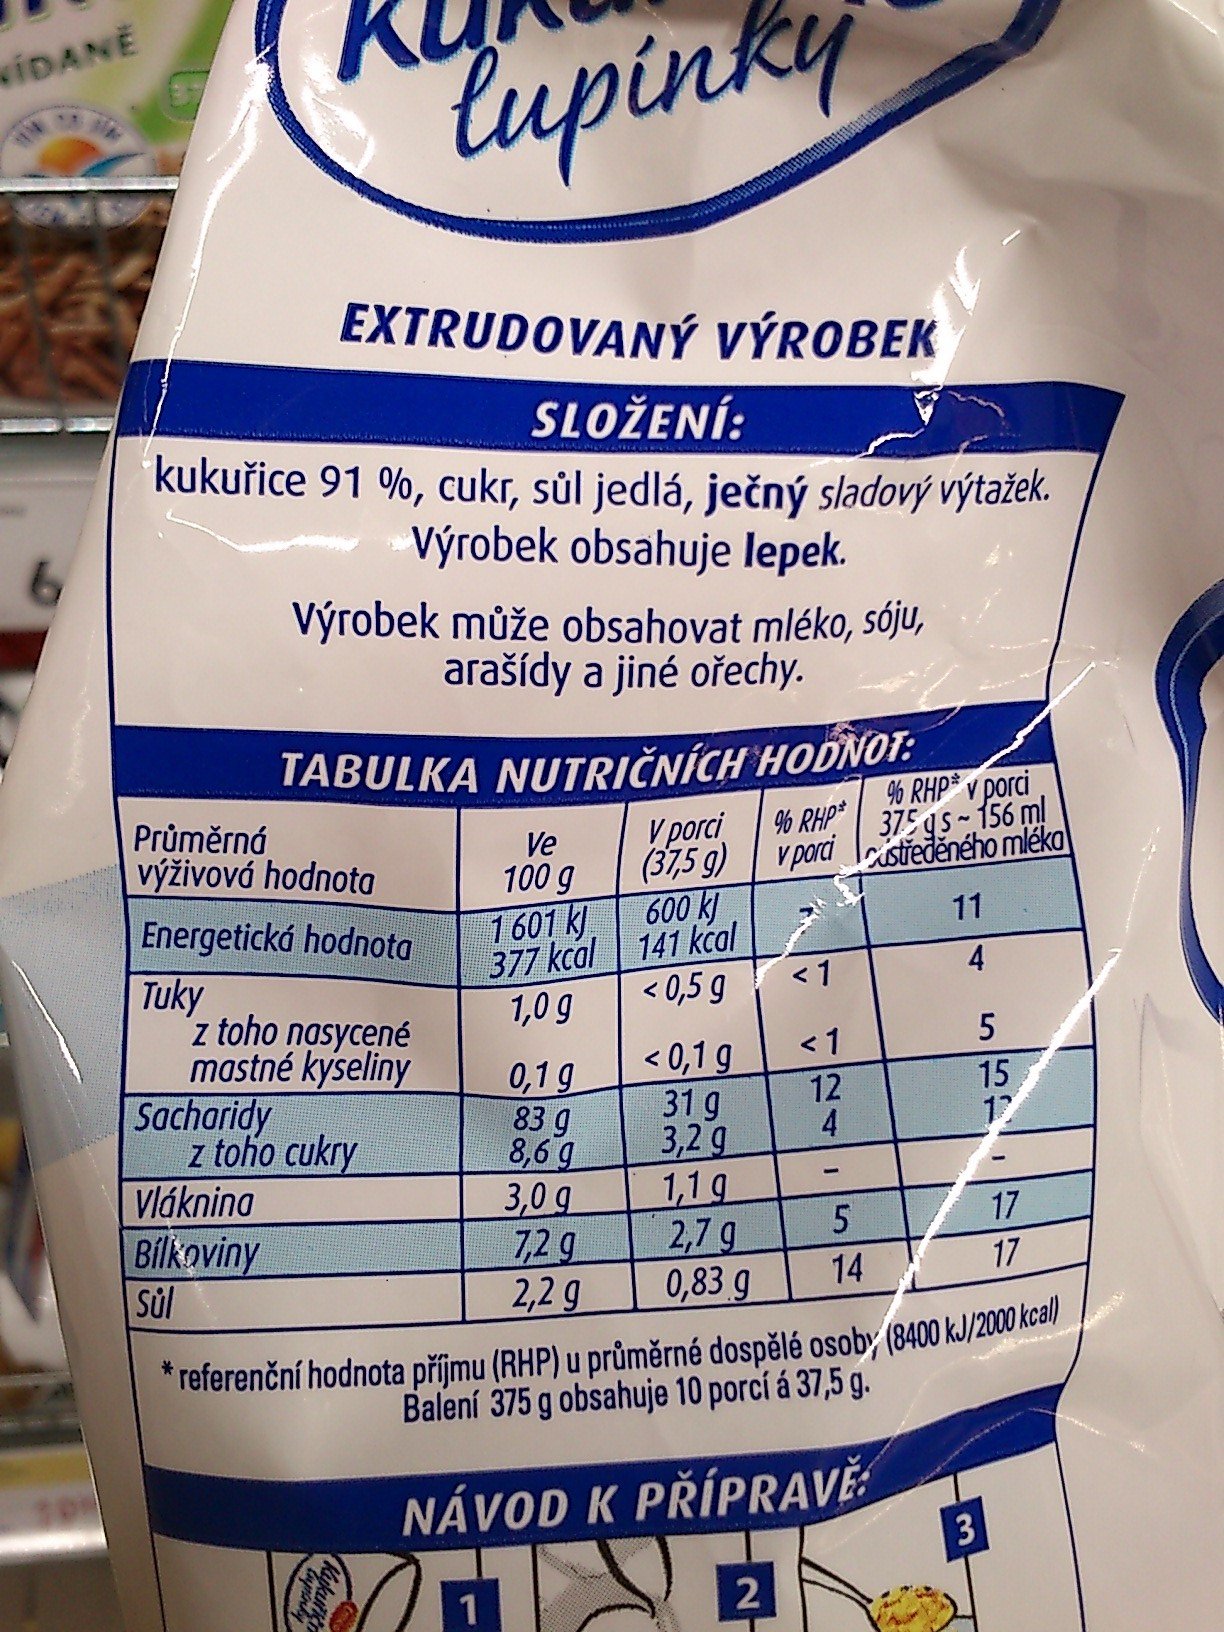 NÍDANĚ
lupínky
EXTRUDOVANÝ VÝROBEK
SLOŽENÍ:
kukuřice 91 %, cukr, sůl jedlá, ječný sladový výtažek.
Výrobek obsahuje lepek.
Výrobek může obsahovat mléko, sóju,
arašídy a jiné ořechy.
TABULKA NUTRIČNÍCH HODNOT:
Průměrná výživová hodnota Ve 100 g V porci (37,5 g) % RHP* v porci % RHP* v porci 37,5 g s ~ 156 ml odstředěného mléka
Energetická hodnota 1 601 kJ 600 kJ 7 11
377 kcal 141 kcal
Tuky 1,0 g < 0,5 g < 1 4
z toho nasycené
mastné kyseliny 0,1 g < 0,1 g < 1 5
Sacharidy 83 g 31 g 12 15
z toho cukry 8,6 g 3,2 g 4
Vláknina 3,0 g 1,1 g – –
Bílkoviny 7,2 g 2,7 g 5 17
Sůl 2,2 g 0,83 g 14 17
* referenční hodnota příjmu (RHP) u průměrné dospělé osoby (8400 kJ/2000 kcal)
Balení 375 g obsahuje 10 porcí á 37,5 g.
NÁVOD K PŘÍPRAVĚ:
1 2 3
6